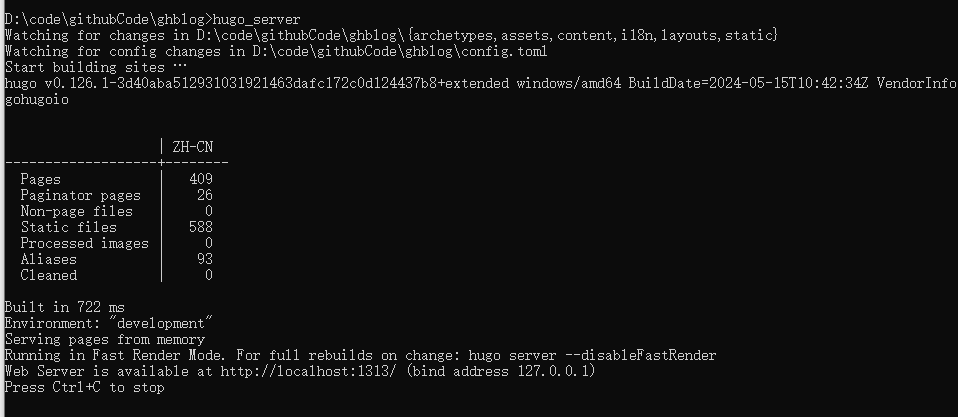 D:\code\githubCode\ghblog>hugo_server
Watching for changes in D:\code\githubCode\ghblog\{archetypes,assets,content,i18n,layouts,static}
Watching for config changes in D:\code\githubCode\ghblog\config.toml
Start building sites …
hugo v0.126.1-3d40aba512931031921463dafc172c0d124437b8+extended windows/amd64 BuildDate=2024-05-15T10:42:34Z VendorInfo
gohugoio
| ZH-CN
-------------------+--------
Pages | 409
Paginator pages | 26
Non-page files | 0
Static files | 588
Processed images | 0
Aliases | 93
Cleaned | 0
Built in 722 ms
Environment: "development"
Serving pages from memory
Running in Fast Render Mode. For full rebuilds on change: hugo server --disableFastRender
Web Server is available at http://localhost:1313/ (bind address 127.0.0.1)
Press Ctrl+C to stop